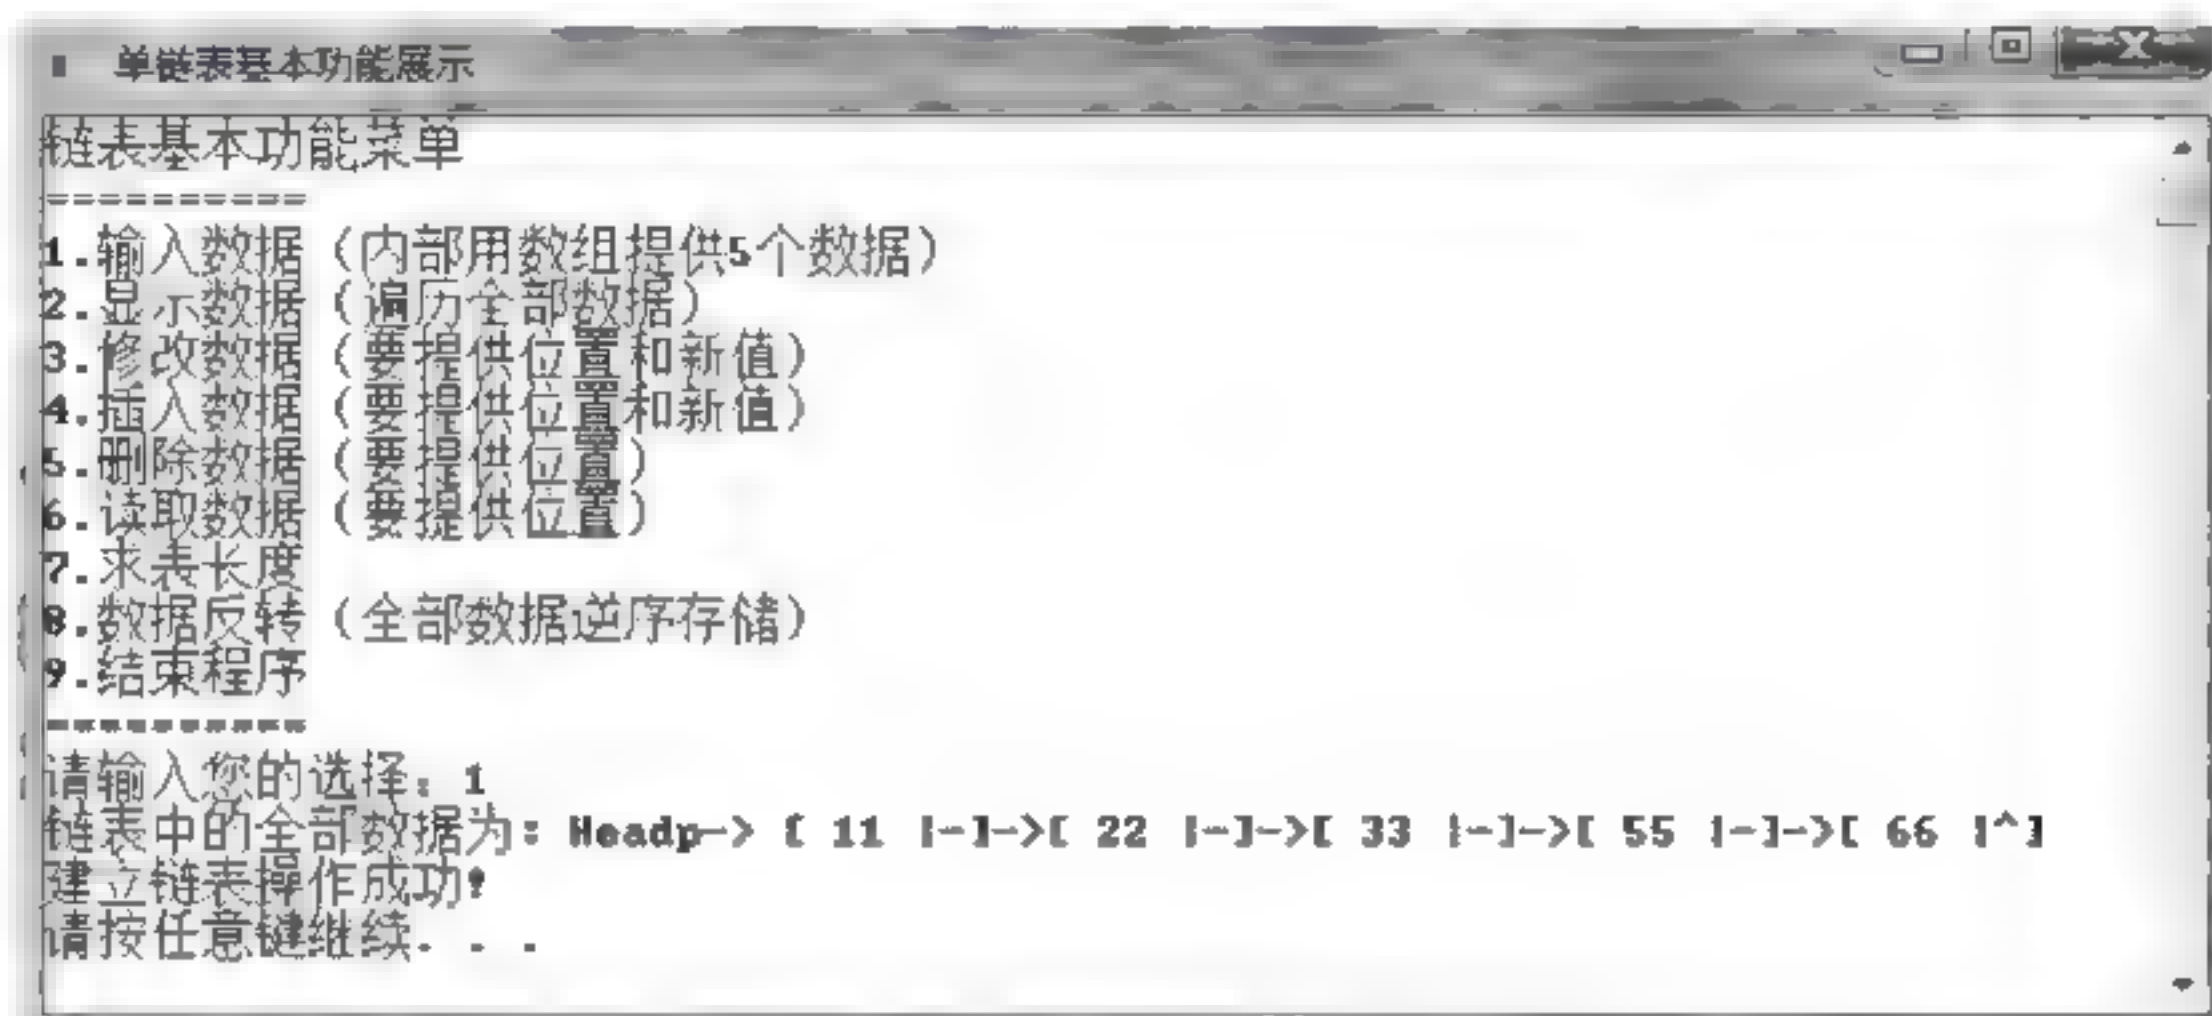 单链表基本功能展示
链表基本功能菜单
==========
1.输入数据（内部用数组提供5个数据）
2.显示数据（遍历全部数据）
3.修改数据（要提供位置和新值）
4.插入数据（要提供位置和新值）
5.删除数据（要提供位置）
6.读取数据（要提供位置）
7.求表长度
8.数据反转（全部数据逆序存储）
9.结束程序
==========
请输入您的选择：1
链表中的全部数据为: Headp-> [ 11 |-]->[ 22 |-]->[ 33 |-]->[ 55 |-]->[ 66 |^]
建立链表操作成功!
请按任意键继续. . .